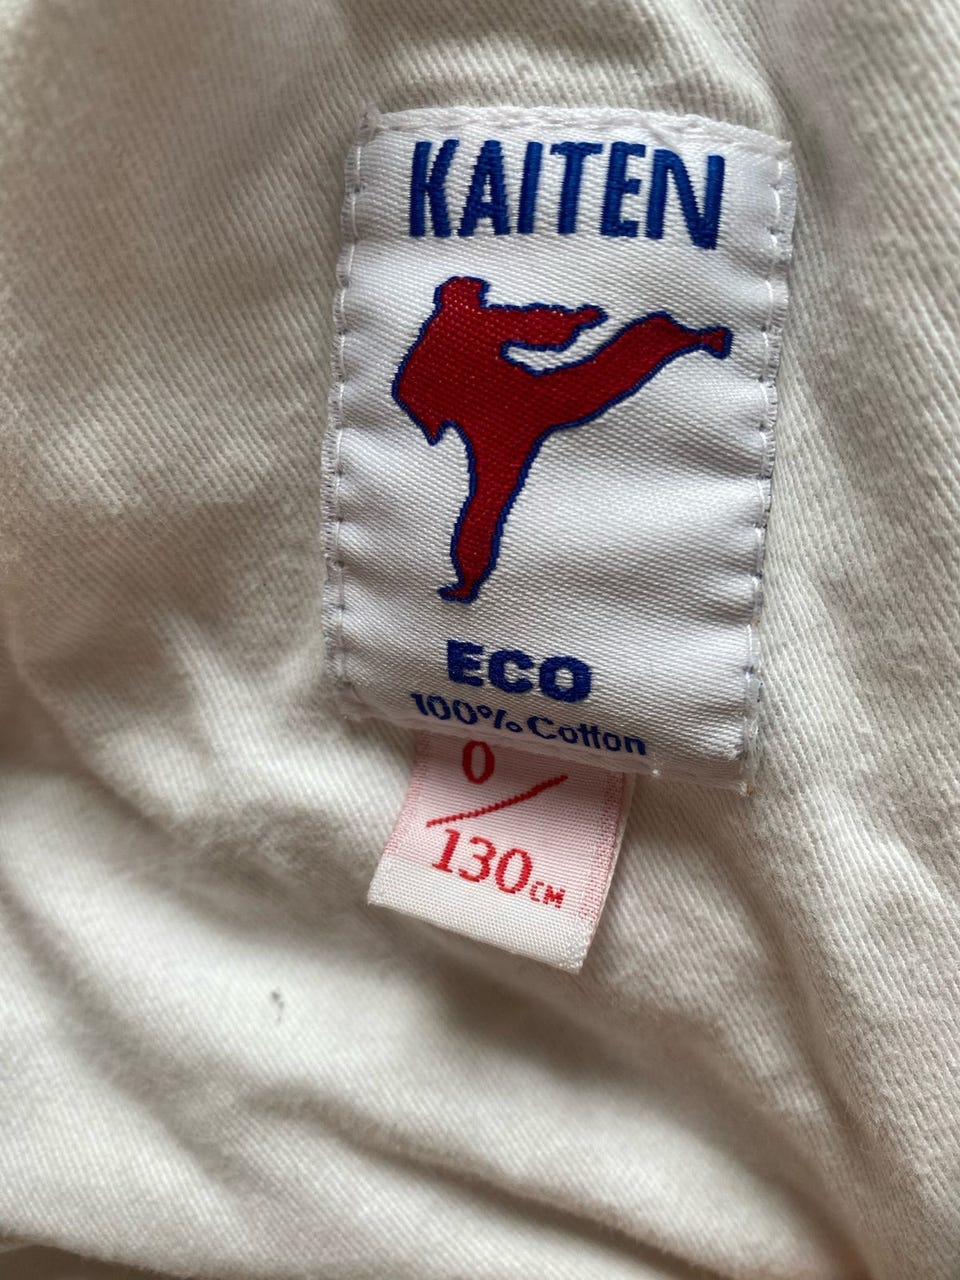 KAITEN
ECO
100% Cotton
0
130CM